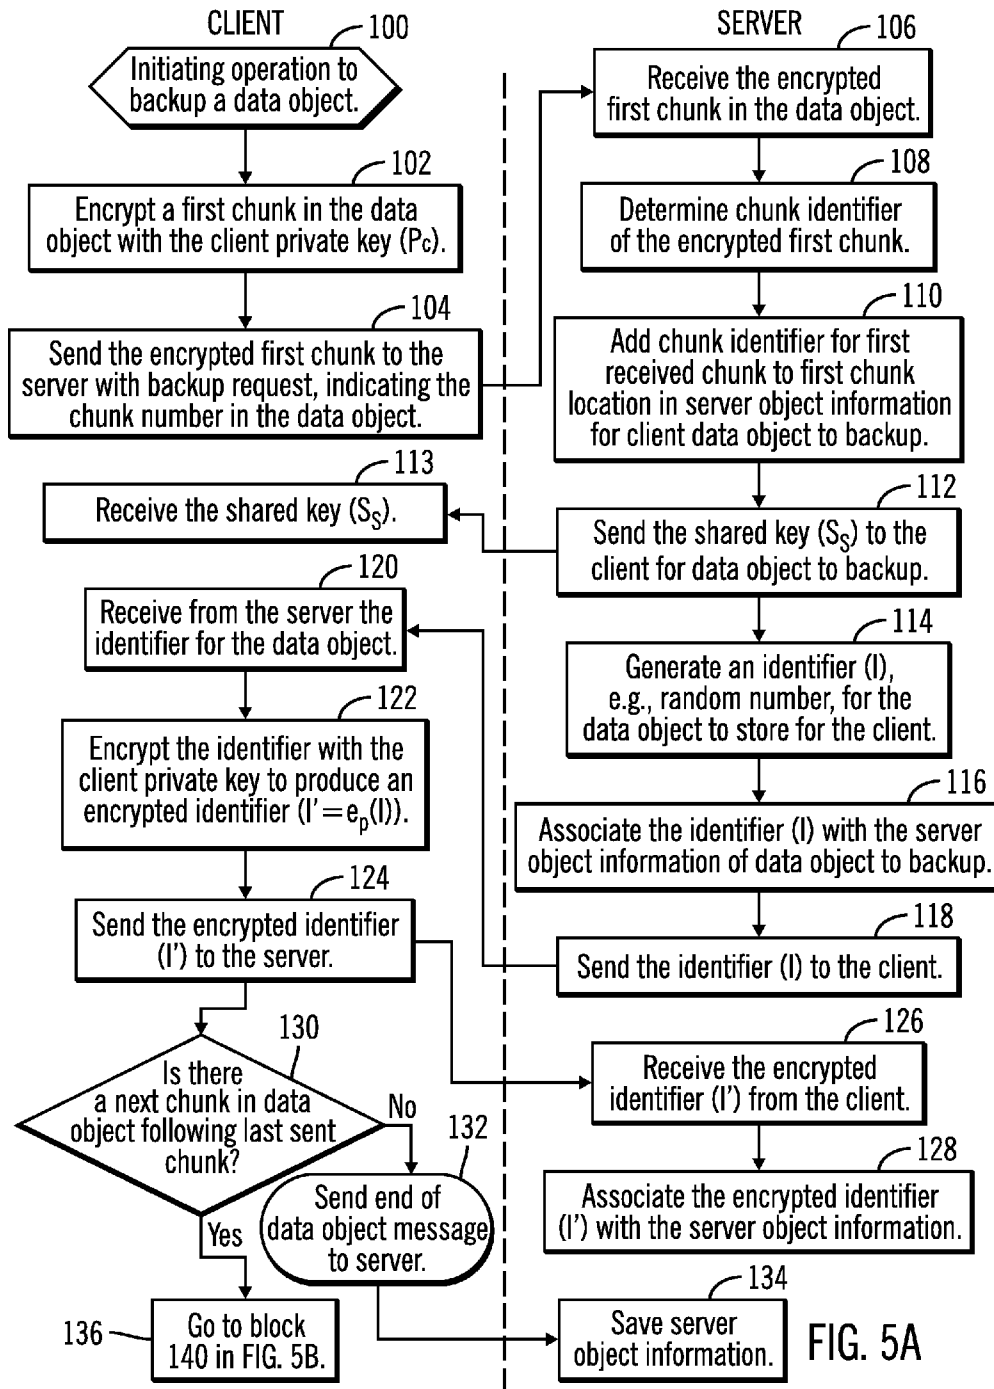 CLIENT
100
Initiating operation to
backup a data object.
102
Encrypt a first chunk in the data
object with the client private key (Pc).
104
Send the encrypted first chunk to the
server with backup request, indicating the
chunk number in the data object.
113
Receive the shared key (SS).
120
Receive from the server the
identifier for the data object.
122
Encrypt the identifier with the
client private key to produce an
encrypted identifier (I'=ep(I)).
124
Send the encrypted identifier
(I') to the server.
130
Is there
a next chunk in data
object following last sent
chunk?
No
Yes
132
Send end of
data object message
to server.
136
Go to block
140 in FIG. 5B.
SERVER
106
Receive the encrypted
first chunk in the data object.
108
Determine chunk identifier
of the encrypted first chunk.
110
Add chunk identifier for first
received chunk to first chunk
location in server object information
for client data object to backup.
112
Send the shared key (SS) to the
client for data object to backup.
114
Generate an identifier (I),
e.g., random number, for the
data object to store for the client.
116
Associate the identifier (I) with the server
object information of data object to backup.
118
Send the identifier (I) to the client.
126
Receive the encrypted
identifier (I') from the client.
128
Associate the encrypted identifier
(I') with the server object information.
134
Save server
object information.
FIG. 5A